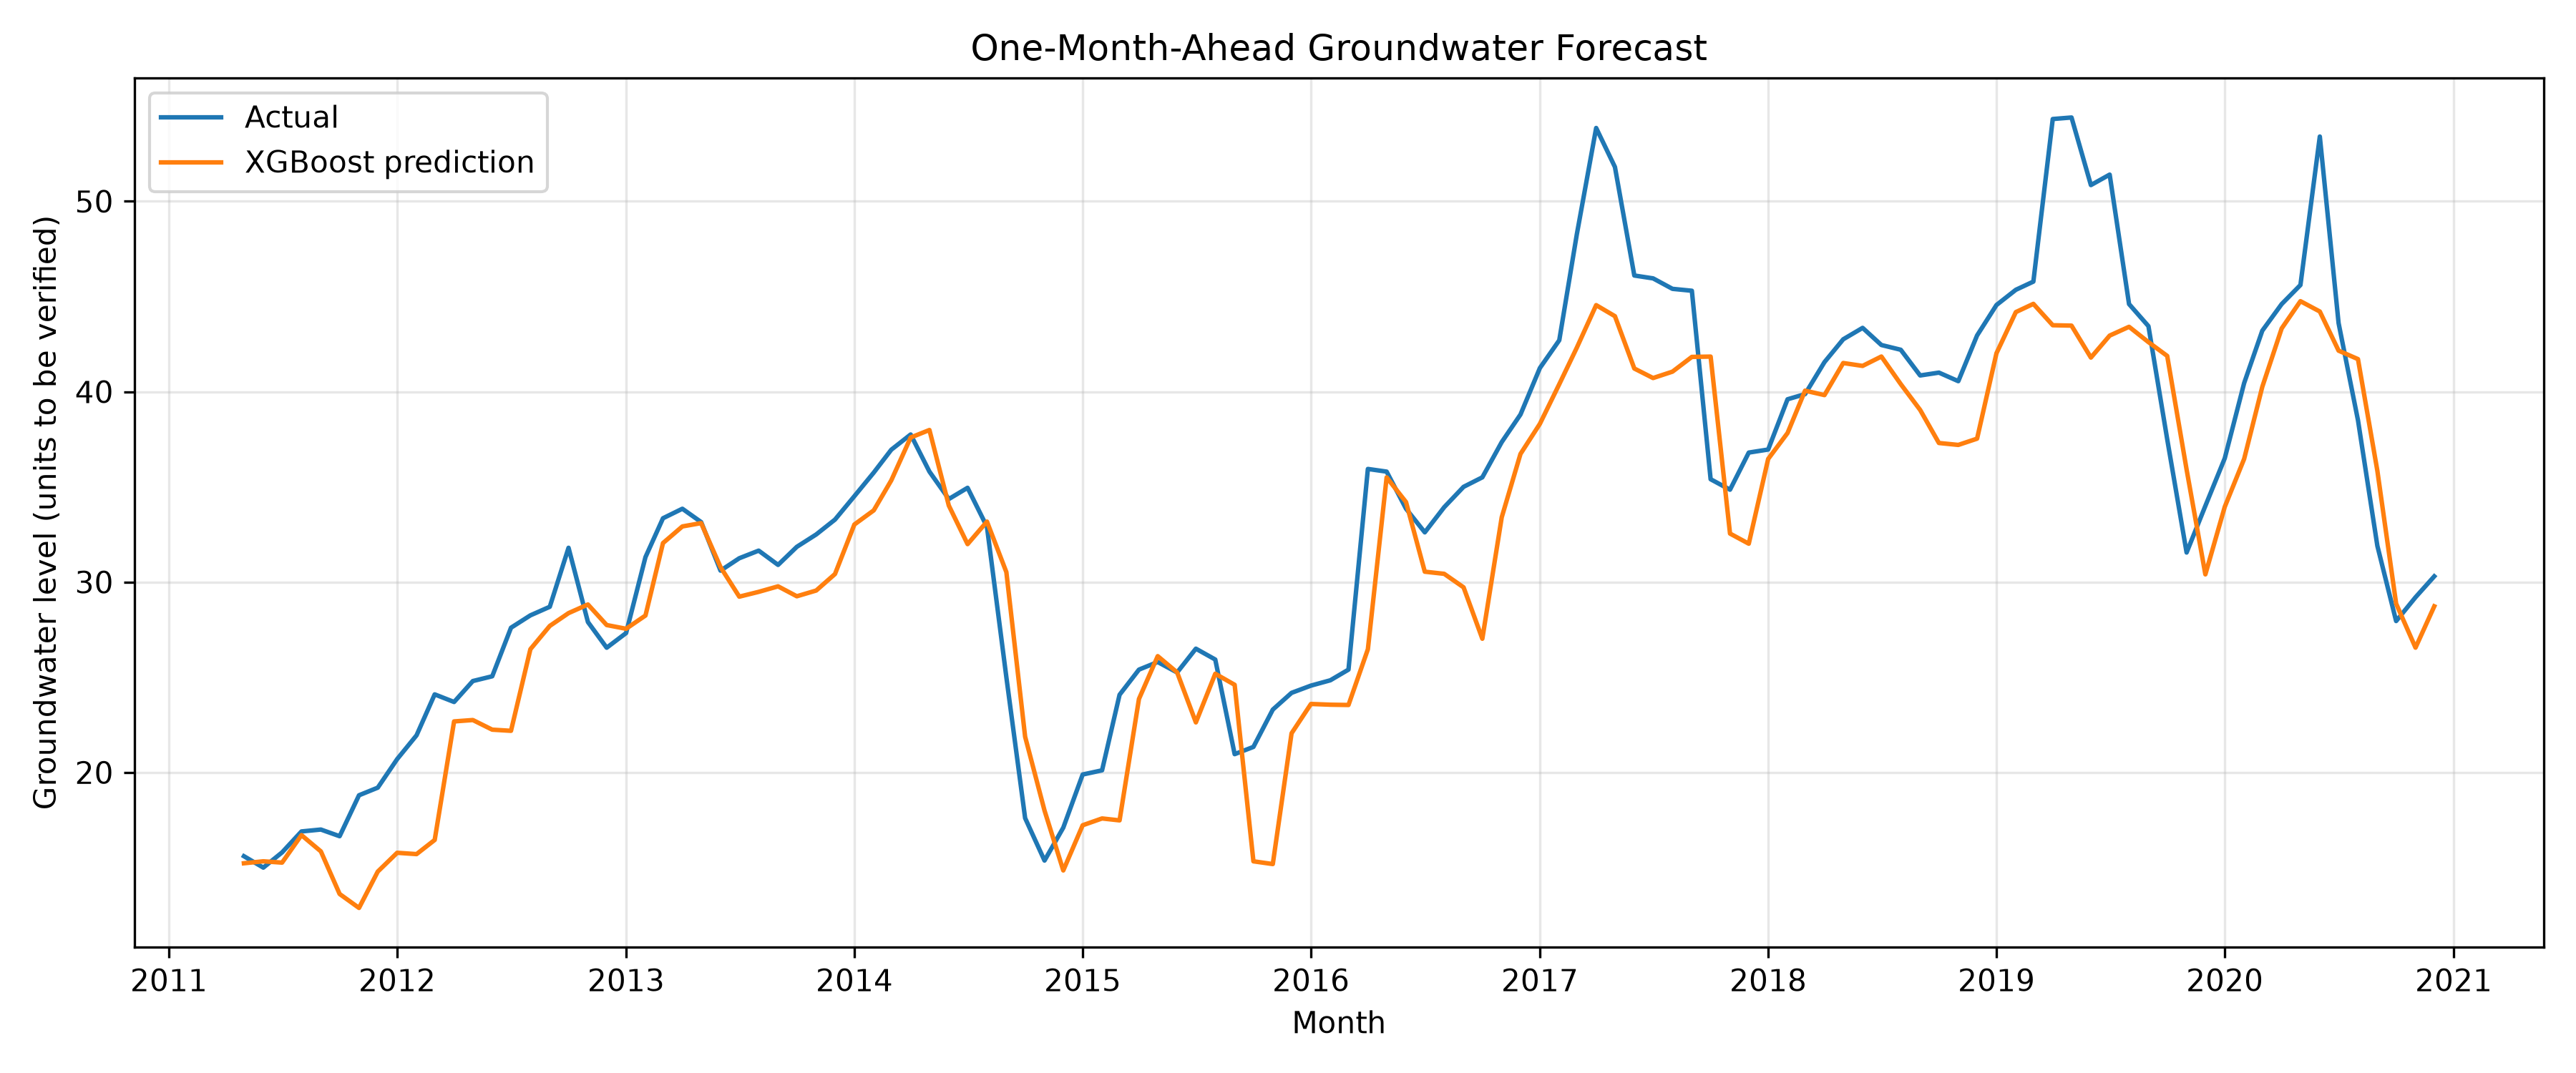 One-Month-Ahead Groundwater Forecast
Actual
XGBoost prediction
Groundwater level (units to be verified)
50
40
30
20
2011 2012 2013 2014 2015 2016 2017 2018 2019 2020 2021
Month